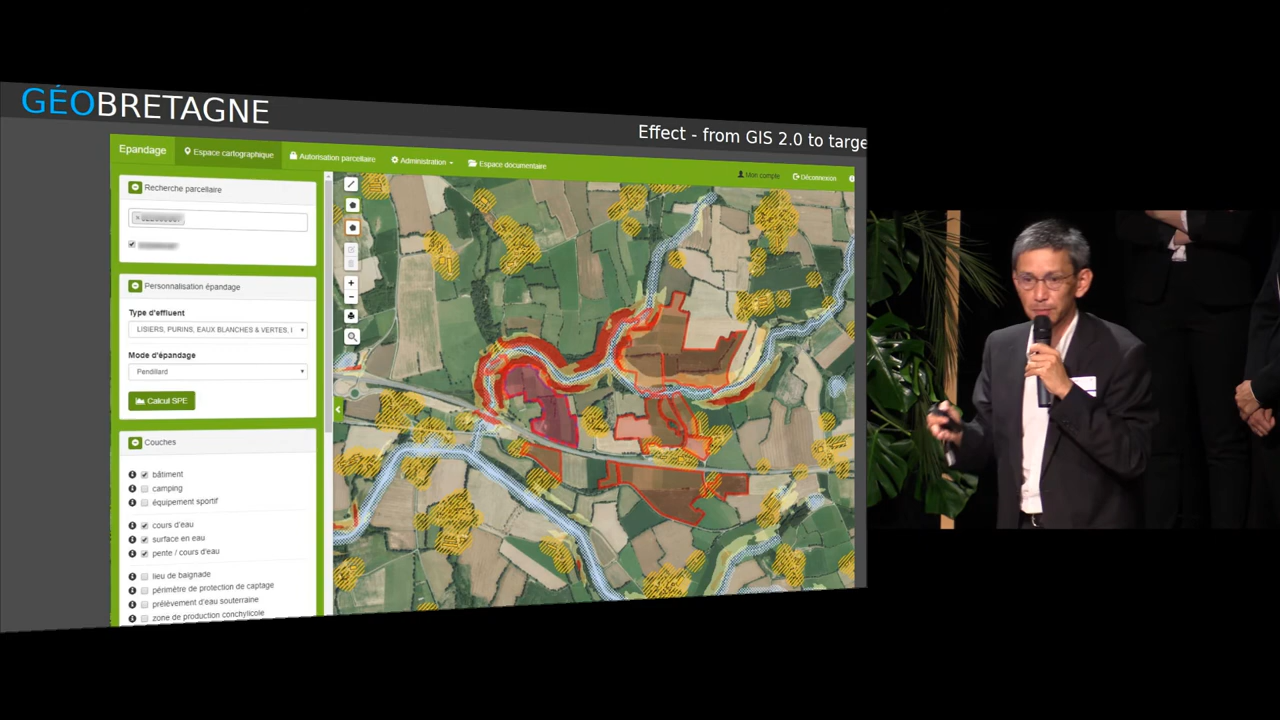 GÉOBRETAGNE
Effect - from GIS 2.0 to targe
Epandage
Espace cartographique
Autorisation parcellaire
Administration
Espace documentaire
Mon compte
Déconnexion
Recherche parcellaire
Personnalisation épandage
Type d'effluent
LISIERS, PURINS, EAUX BLANCHES & VERTES, I
Mode d'épandage
Pendillard
Calcul SPE
Couches
bâtiment
camping
équipement sportif
cours d'eau
surface en eau
pente / cours d'eau
lieu de baignade
périmètre de protection de captage
prélèvement d'eau souterraine
zone de production conchylicole